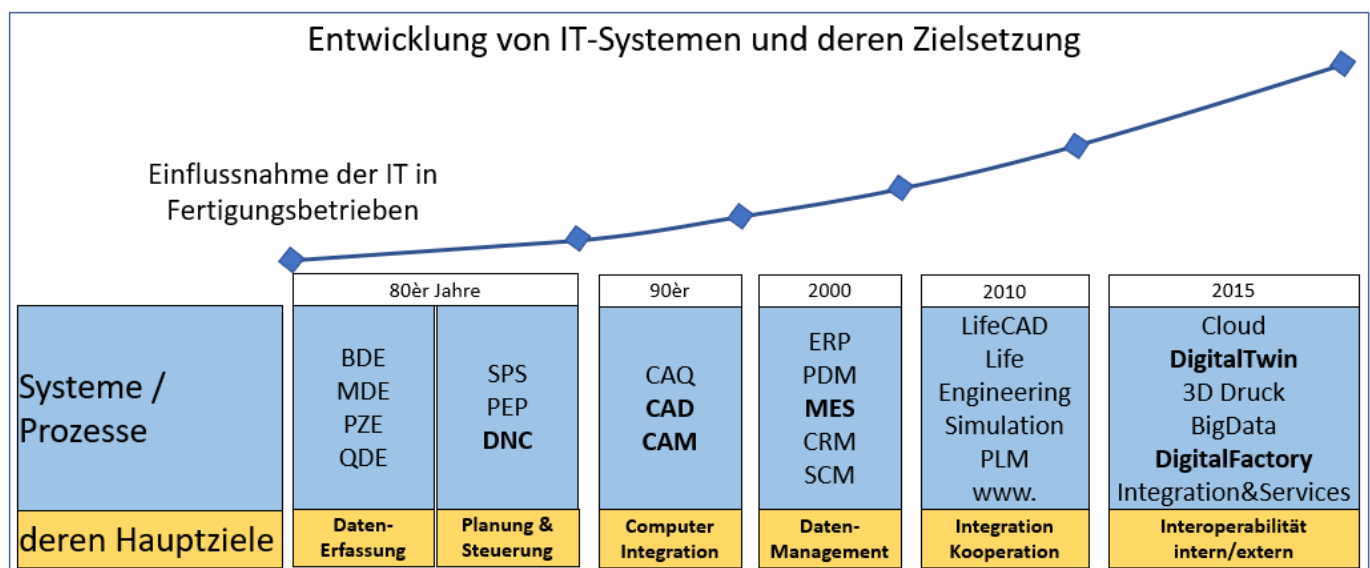 Entwicklung von IT-Systemen und deren Zielsetzung
Einflussnahme der IT in
Fertigungsbetrieben
80èr Jahre
90èr
2000
2010
2015
Systeme /
Prozesse
BDE
MDE
PZE
QDE
SPS
PEP
DNC
CAQ
CAD
CAM
ERP
PDM
MES
CRM
SCM
LifeCAD
Life
Engineering
Simulation
PLM
www.
Cloud
DigitalTwin
3D Druck
BigData
DigitalFactory
Integration&Services
deren Hauptziele
Daten-
Erfassung
Planung &
Steuerung
Computer
Integration
Daten-
Management
Integration
Kooperation
Interoperabilität
intern/extern